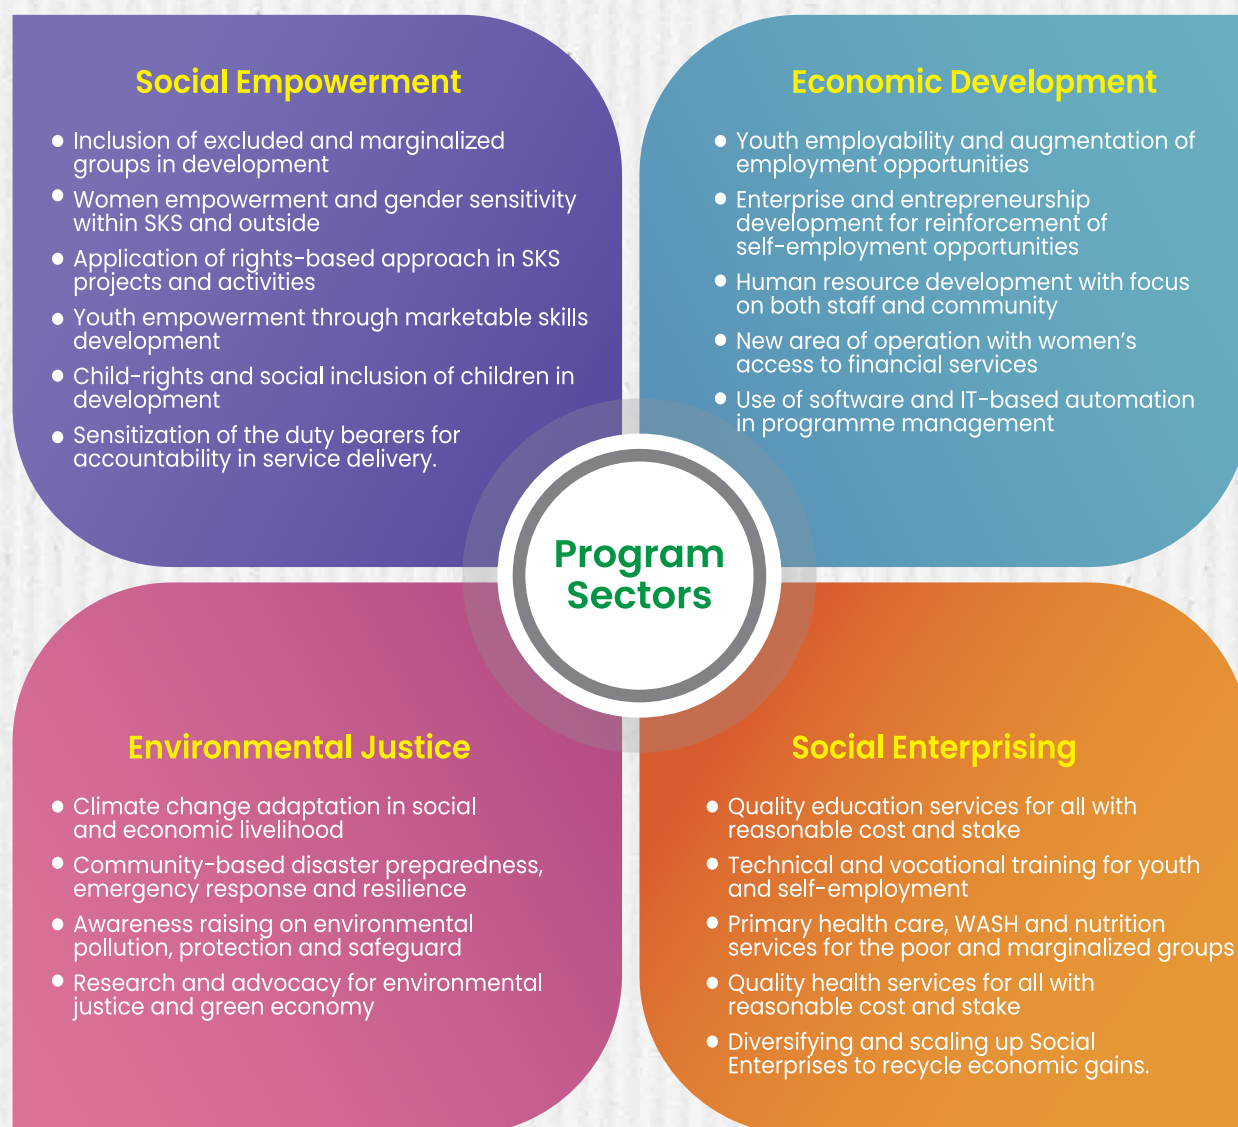 Social Empowerment
● Inclusion of excluded and marginalized
groups in development
● Women empowerment and gender sensitivity
within SKS and outside
● Application of rights-based approach in SKS
projects and activities
● Youth empowerment through marketable skills
development
● Child-rights and social inclusion of children in
development
● Sensitization of the duty bearers for
accountability in service delivery.
Economic Development
● Youth employability and augmentation of
employment opportunities
● Enterprise and entrepreneurship
development for reinforcement of
self-employment opportunities
● Human resource development with focus
on both staff and community
● New area of operation with women's
access to financial services
● Use of software and IT-based automation
in programme management
Program
Sectors
Environmental Justice
● Climate change adaptation in social
and economic livelihood
● Community-based disaster preparedness,
emergency response and resilience
● Awareness raising on environmental
pollution, protection and safeguard
● Research and advocacy for environmental
justice and green economy
Social Enterprising
● Quality education services for all with
reasonable cost and stake
● Technical and vocational training for youth
and self-employment
● Primary health care, WASH and nutrition
services for the poor and marginalized groups
● Quality health services for all with
reasonable cost and stake
● Diversifying and scaling up Social
Enterprises to recycle economic gains.